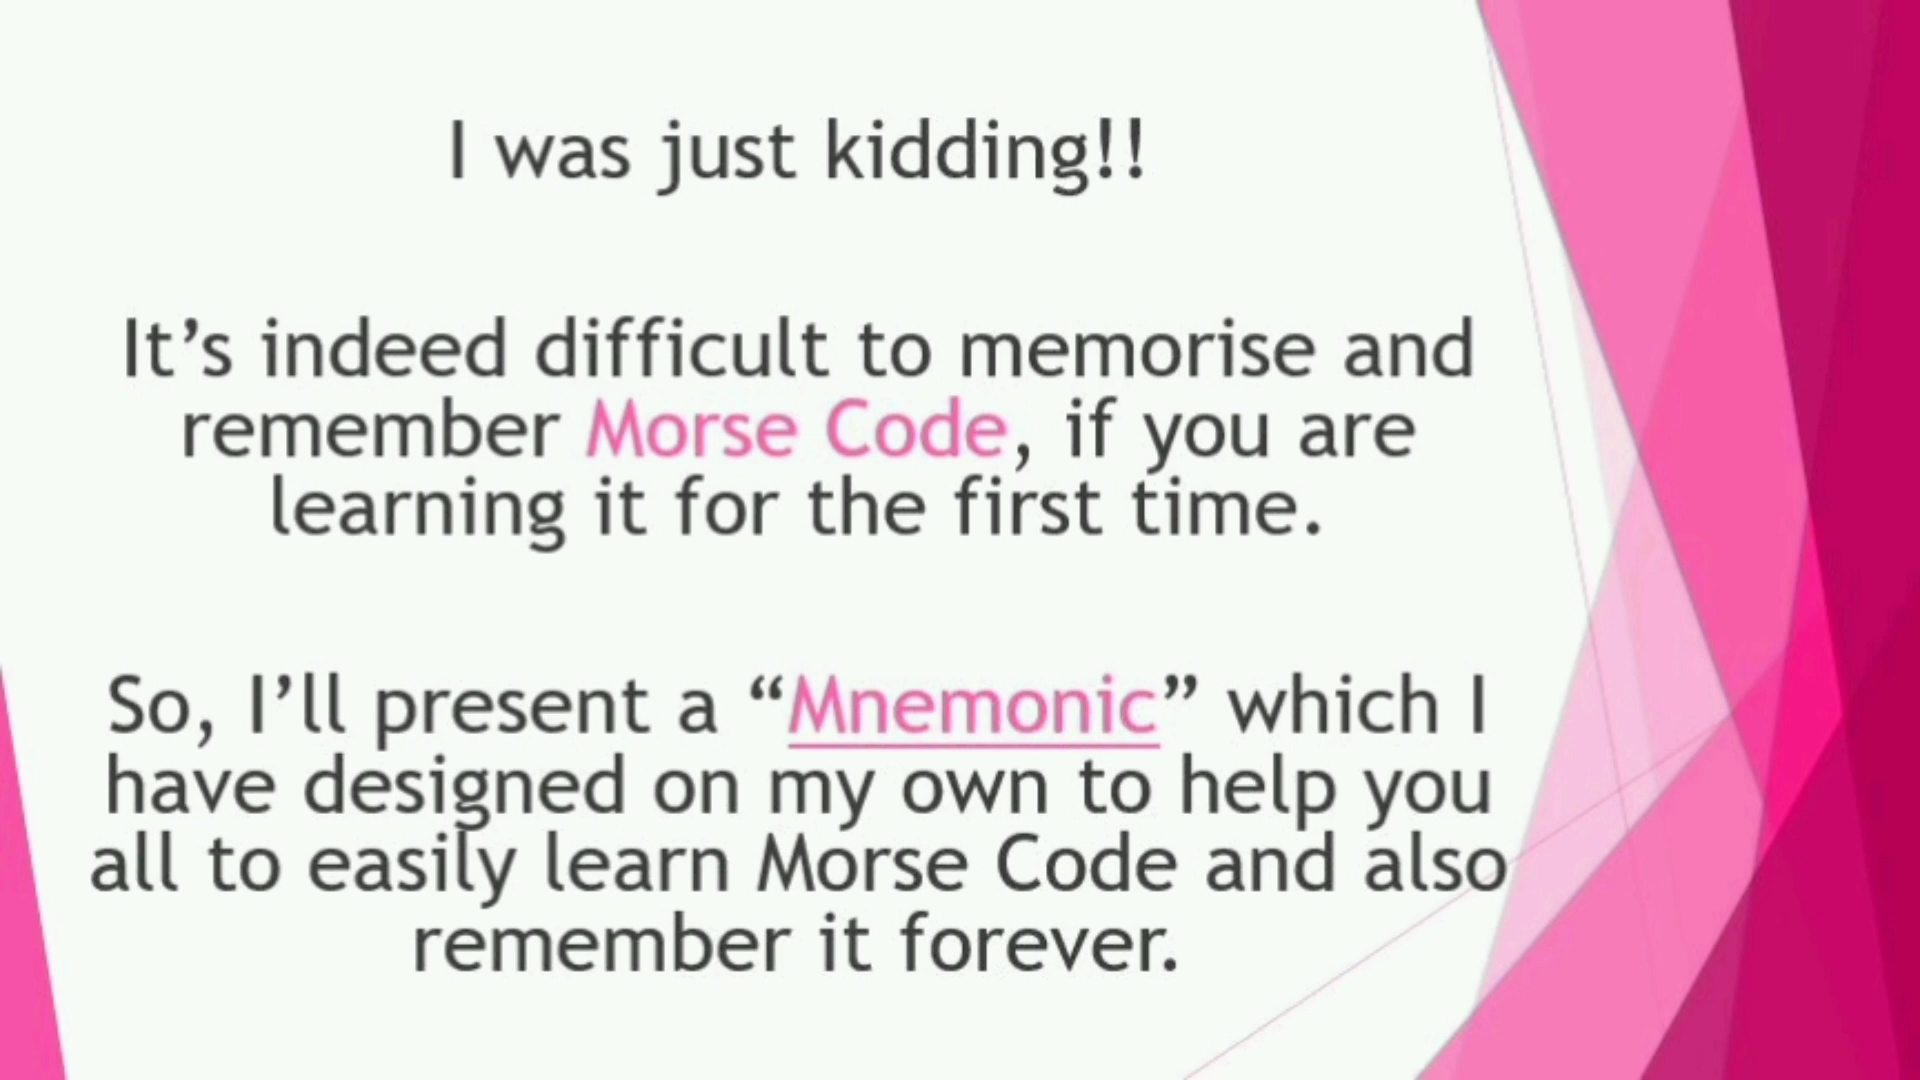 I was just kidding!!
It’s indeed difficult to memorise and
remember Morse Code, if you are
learning it for the first time.
So, I’ll present a “Mnemonic” which I
have designed on my own to help you
all to easily learn Morse Code and also
remember it forever.